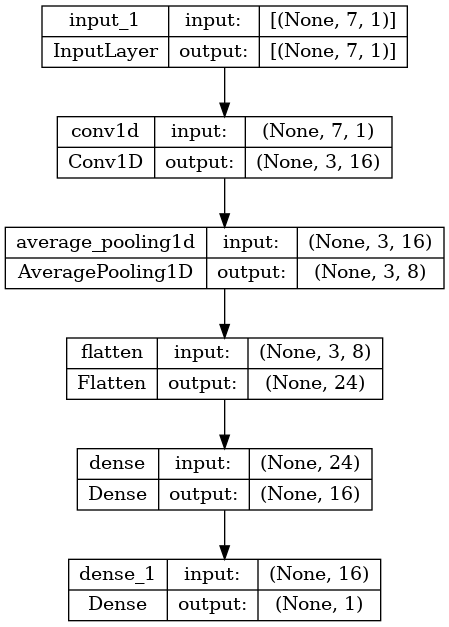 input_1 input: [(None, 7, 1)]
InputLayer output: [(None, 7, 1)]
conv1d input: (None, 7, 1)
Conv1D output: (None, 3, 16)
average_pooling1d input: (None, 3, 16)
AveragePooling1D output: (None, 3, 8)
flatten input: (None, 3, 8)
Flatten output: (None, 24)
dense input: (None, 24)
Dense output: (None, 16)
dense_1 input: (None, 16)
Dense output: (None, 1)